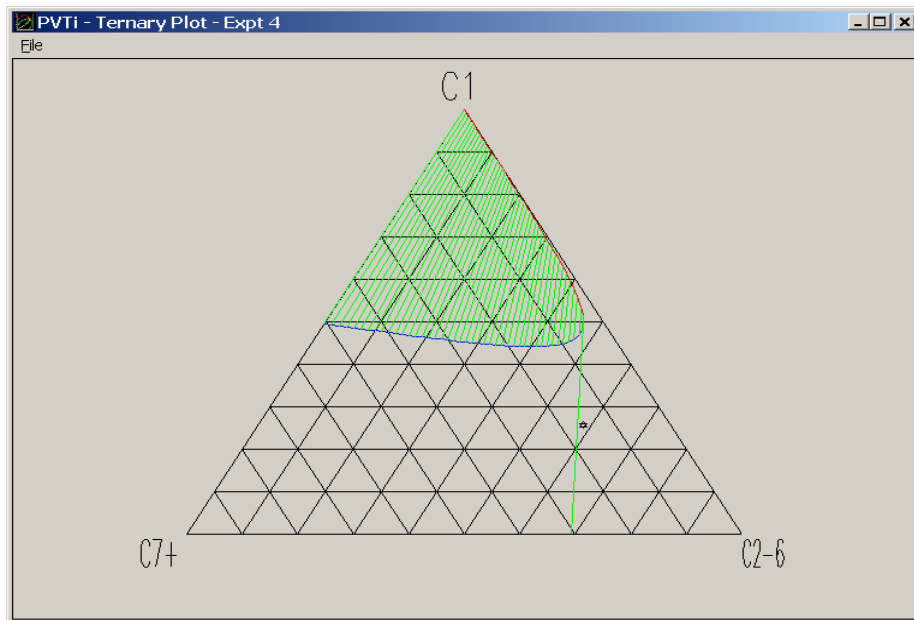 PVTi - Ternary Plot - Expt 4
File
C1
C7+
C2-6